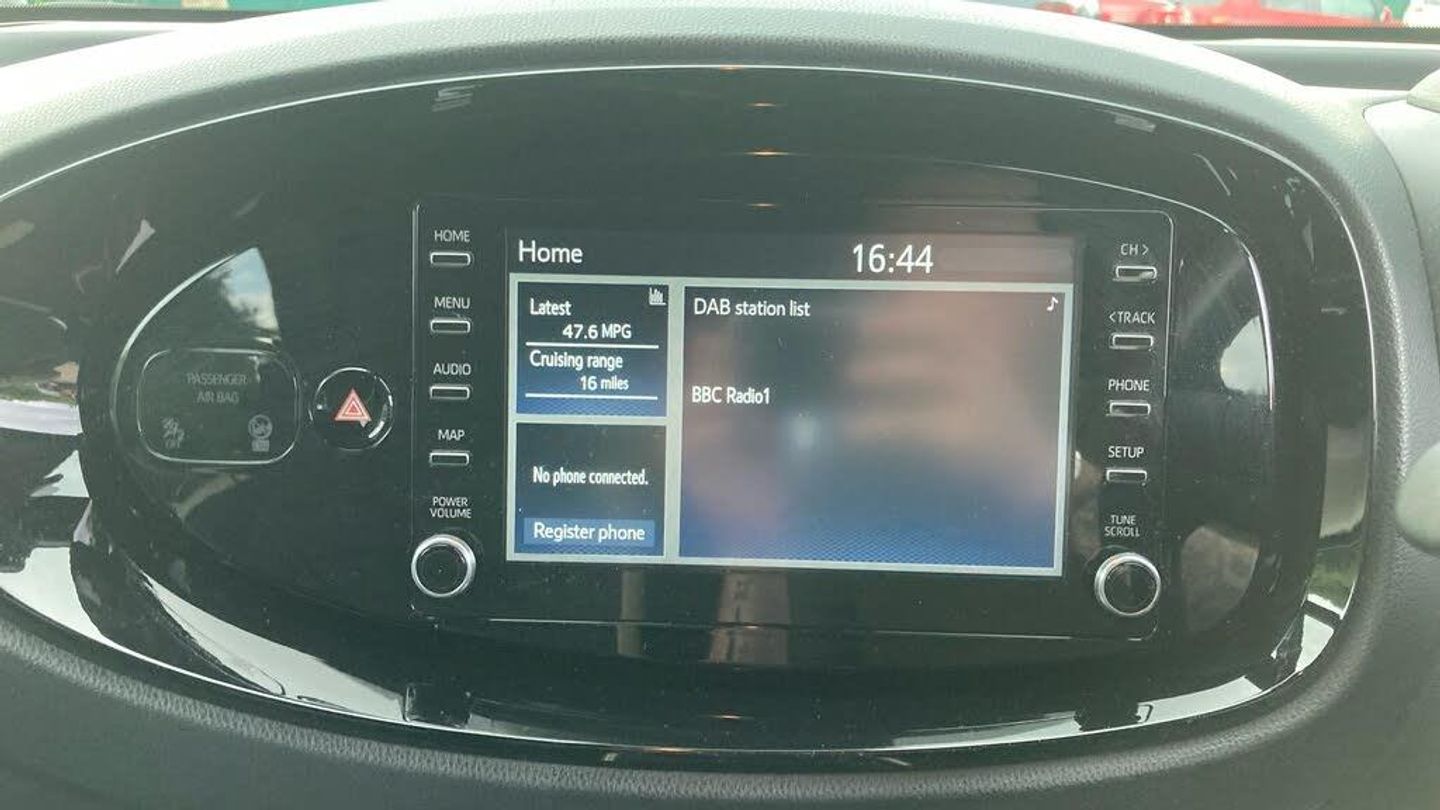 HOME
MENU
AUDIO
MAP
POWER
VOLUME
PASSENGER
AIR BAG
Home
16:44
Latest
47.6 MPG
Cruising range
16 miles
No phone connected.
Register phone
DAB station list
BBC Radio1
CH >
<TRACK
PHONE
SETUP
TUNE
SCROLL